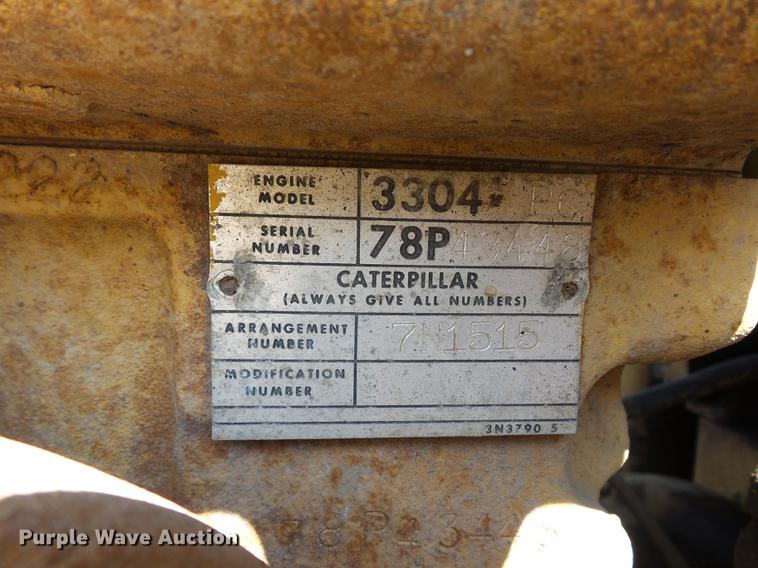 ENGINE MODEL 3304- PC
SERIAL NUMBER 78P
CATERPILLAR
(ALWAYS GIVE ALL NUMBERS)
ARRANGEMENT NUMBER 7N1515
MODIFICATION NUMBER
3N3790 5
Purple Wave Auction